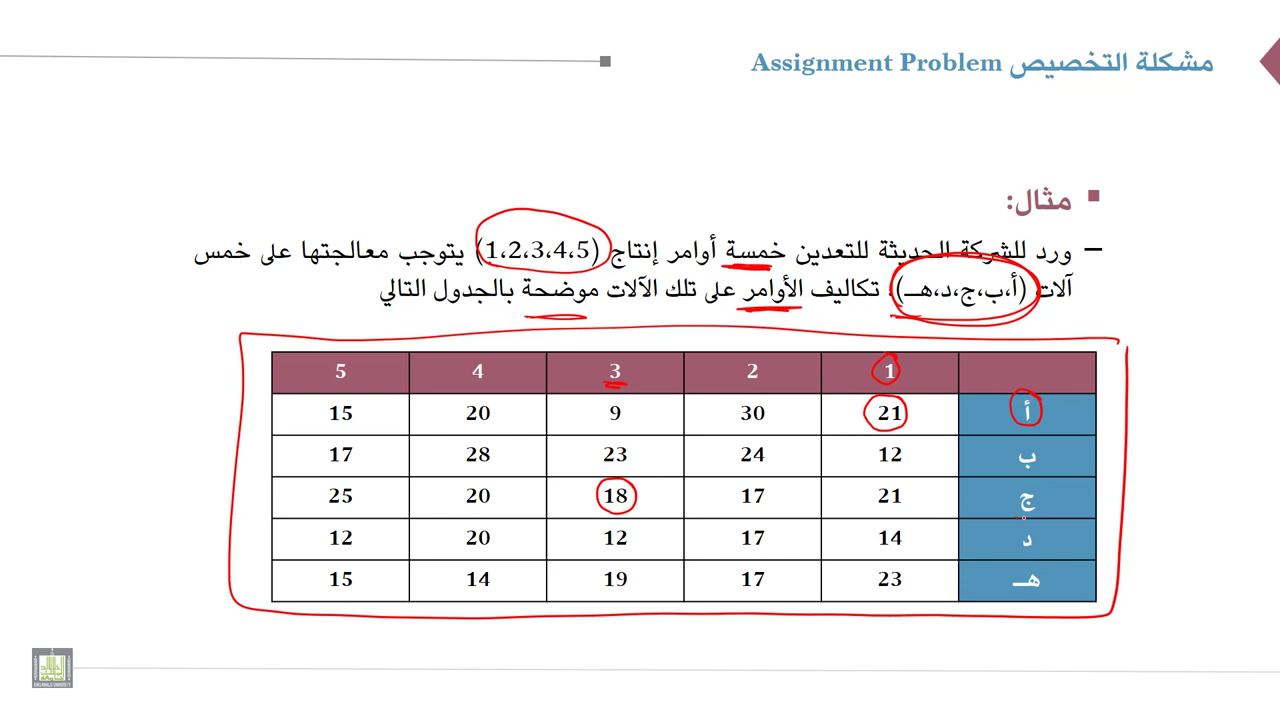 مشكلة التخصيص Assignment Problem
مثال:
ورد للشركة الحديثة للتعدين خمسة أوامر إنتاج (1،2،3،4،5) يتوجب معالجتها على خمس
آلات (أ،ب،ج،د،هـ). تكاليف الأوامر على تلك الآلات موضحة بالجدول التالي
1 2 3 4 5
أ 21 30 9 20 15
ب 12 24 23 28 17
ج 21 17 18 20 25
د 14 17 12 20 12
هـ 23 17 19 14 15